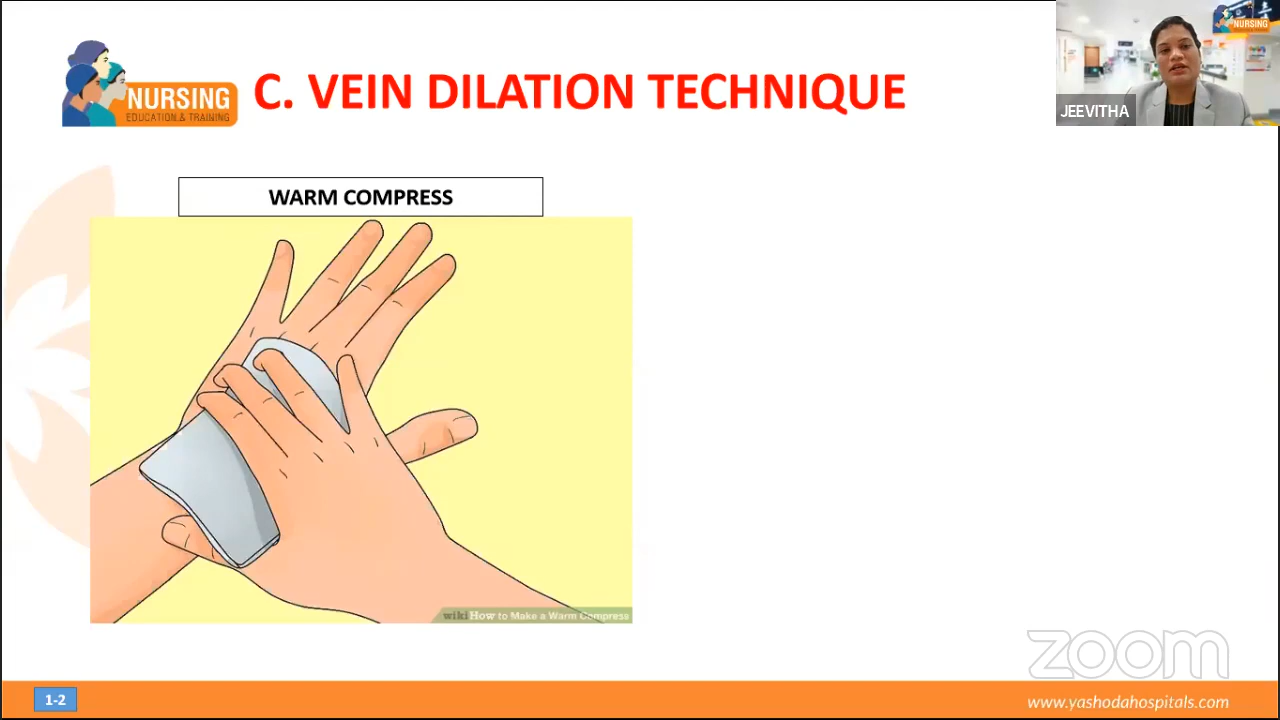 NURSING
EDUCATION & TRAINING
C. VEIN DILATION TECHNIQUE
NURSING
JEEVITHA
WARM COMPRESS
wikiHow to Make a Warm Compress
zoom
1-2
www.yashodahospitals.com